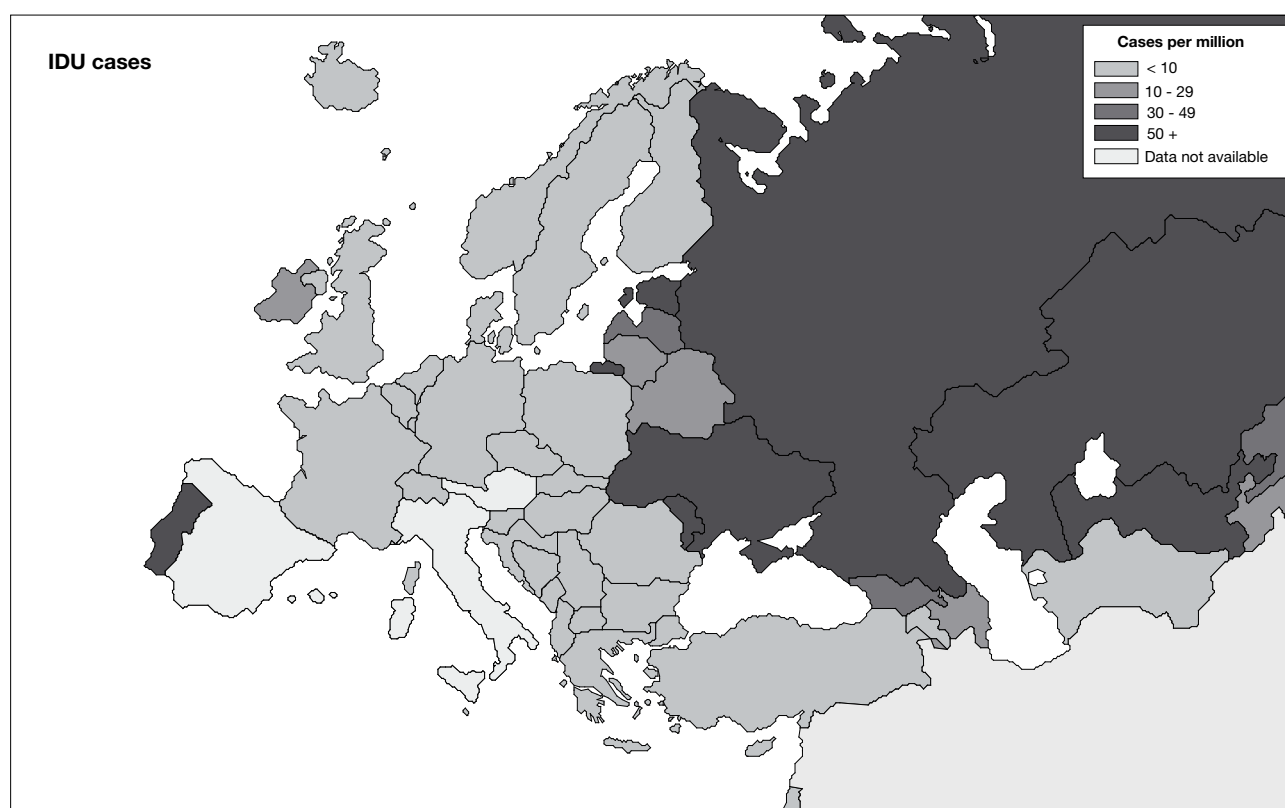 IDU cases
Cases per million
< 10
10 - 29
30 - 49
50 +
Data not available